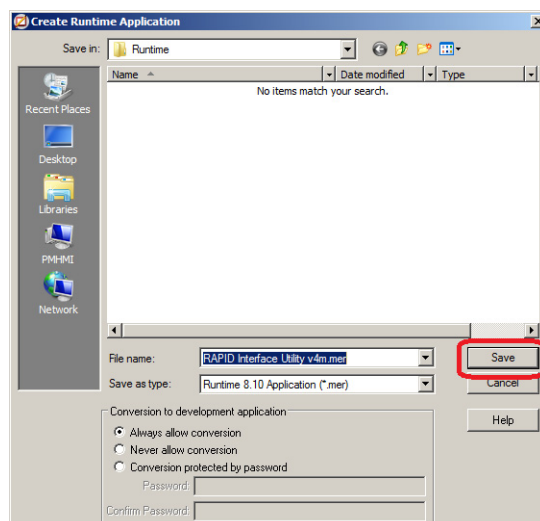 Create Runtime Application
Save in: Runtime
Name Date modified Type
No items match your search.
Recent Places
Desktop
Libraries
PMHMI
Network
File name: RAPID Interface Utility v4m.mer Save
Save as type: Runtime 8.10 Application (*.mer) Cancel
Conversion to development application Help
Always allow conversion
Never allow conversion
Conversion protected by password
Password:
Confirm Password: